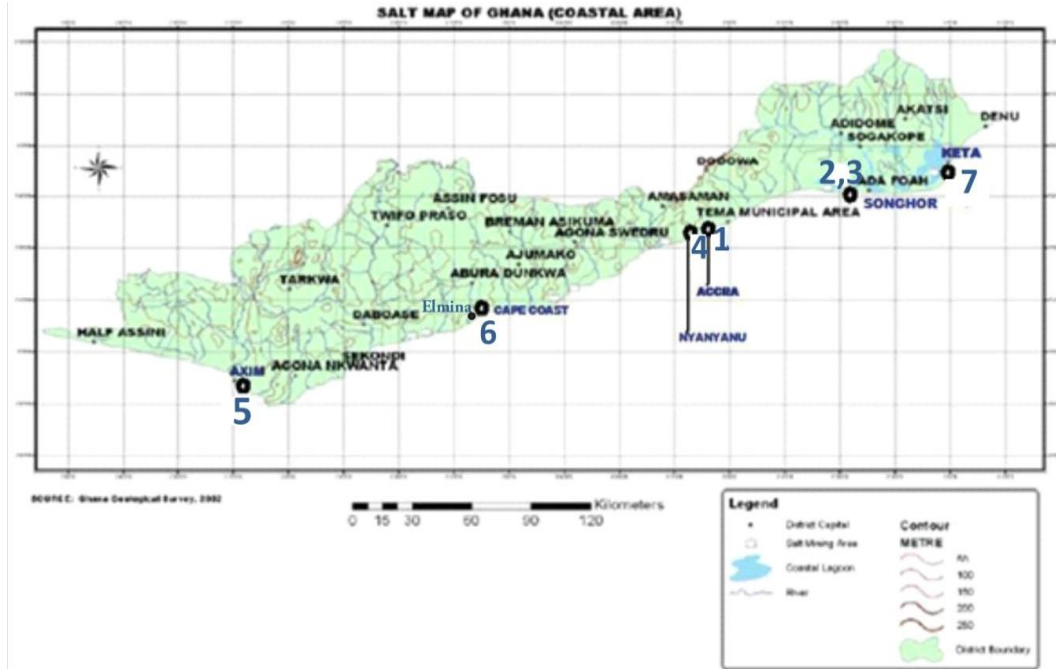 SALT MAP OF GHANA (COASTAL AREA)
AKATSI
DENU
ADIDOME
SOGAKOPE
KETA
DODOWA
2,3
ADA FOAH
7
ASSIN FOSU
AMASAMAN
SONGHOR
TWIFO PRASO
BREMAN ASIKUMA
TEMA MUNICIPAL AREA
AGONA SWEDRU
4
1
AJUMAKO
ABURA DUNKWA
TARKWA
ACCRA
Elmina
CAPE COAST
DABOASE
6
HALF ASSINI
NYANYANU
SEKONDI
AGONA NKWANTA
AXIM
5
SOURCE: Ghana Geological Survey, 2002
Kilometers
0 15 30 60 90 120
Legend
District Capital
Salt Mining Area
Coastal Lagoon
River
Contour
METRE
100
150
200
250
District Boundary